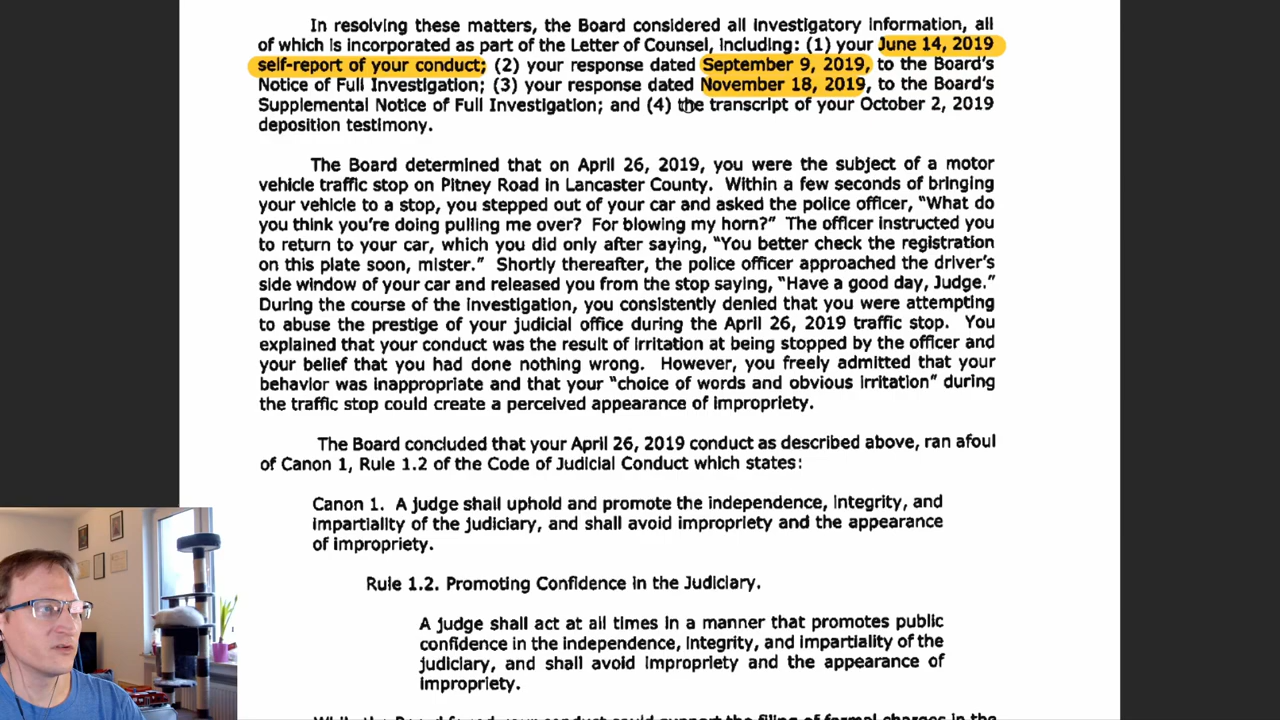 In resolving these matters, the Board considered all investigatory information, all
of which is incorporated as part of the Letter of Counsel, including: (1) your June 14, 2019
self-report of your conduct; (2) your response dated September 9, 2019, to the Board's
Notice of Full Investigation; (3) your response dated November 18, 2019, to the Board's
Supplemental Notice of Full Investigation; and (4) the transcript of your October 2, 2019
deposition testimony.
The Board determined that on April 26, 2019, you were the subject of a motor
vehicle traffic stop on Pitney Road in Lancaster County. Within a few seconds of bringing
your vehicle to a stop, you stepped out of your car and asked the police officer, "What do
you think you're doing pulling me over? For blowing my horn?" The officer instructed you
to return to your car, which you did only after saying, "You better check the registration
on this plate soon, mister." Shortly thereafter, the police officer approached the driver's
side window of your car and released you from the stop saying, "Have a good day, Judge."
During the course of the investigation, you consistently denied that you were attempting
to abuse the prestige of your judicial office during the April 26, 2019 traffic stop. You
explained that your conduct was the result of irritation at being stopped by the officer and
your belief that you had done nothing wrong. However, you freely admitted that your
behavior was inappropriate and that your "choice of words and obvious irritation" during
the traffic stop could create a perceived appearance of impropriety.
The Board concluded that your April 26, 2019 conduct as described above, ran afoul
of Canon 1, Rule 1.2 of the Code of Judicial Conduct which states:
Canon 1. A judge shall uphold and promote the independence, integrity, and
impartiality of the judiciary, and shall avoid impropriety and the appearance
of impropriety.
Rule 1.2. Promoting Confidence in the Judiciary.
A judge shall act at all times in a manner that promotes public
confidence in the independence, integrity, and impartiality of the
judiciary, and shall avoid impropriety and the appearance of
impropriety.
While the Board found your conduct could support the filing of formal charges in the